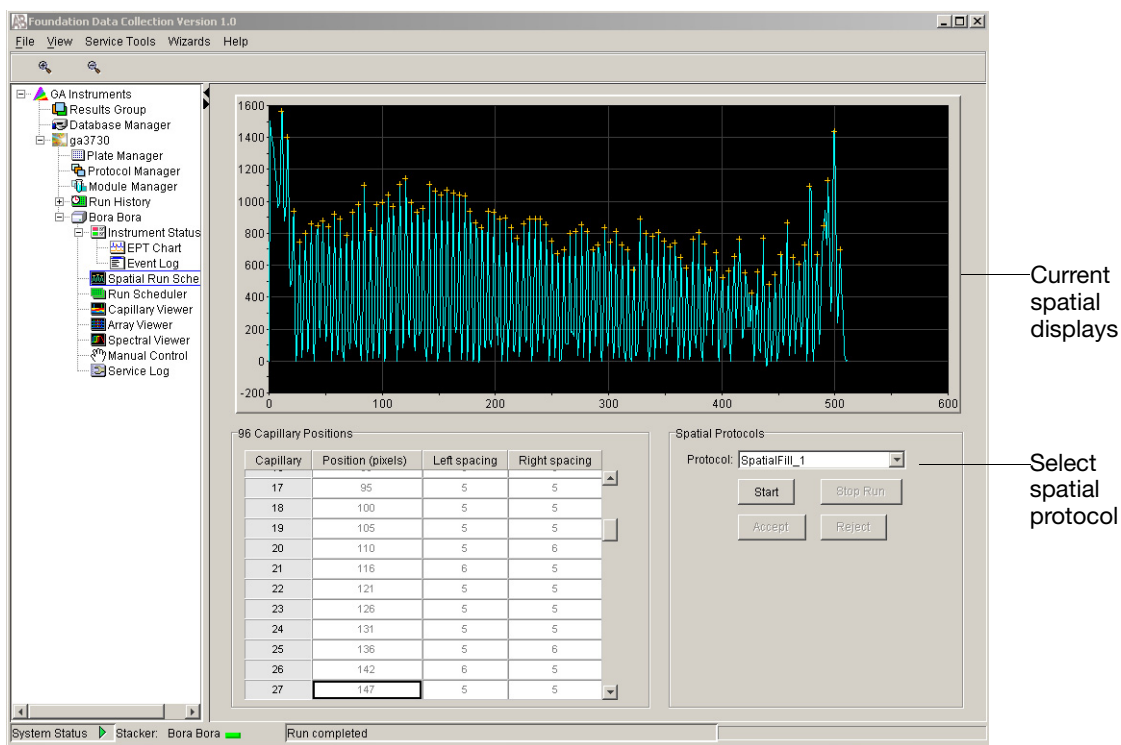 Foundation Data Collection Version 1.0
File View Service Tools Wizards Help
GA Instruments
Results Group
Database Manager
ga3730
Plate Manager
Protocol Manager
Module Manager
Run History
Bora Bora
Instrument Status
EPT Chart
Event Log
Spatial Run Sche
Run Scheduler
Capillary Viewer
Array Viewer
Spectral Viewer
Manual Control
Service Log
1600
1400
1200
1000
800
600
400
200
0
-200
0 100 200 300 400 500 600
Current
spatial
displays
96 Capillary Positions
Capillary Position (pixels) Left spacing Right spacing
17 95 5 5
18 100 5 5
19 105 5 5
20 110 5 6
21 116 6 5
22 121 5 5
23 126 5 5
24 131 5 5
25 136 5 6
26 142 6 5
27 147 5 5
Spatial Protocols
Protocol: SpatialFill_1
Start Stop Run
Accept Reject
Select
spatial
protocol
System Status Stacker: Bora Bora Run completed